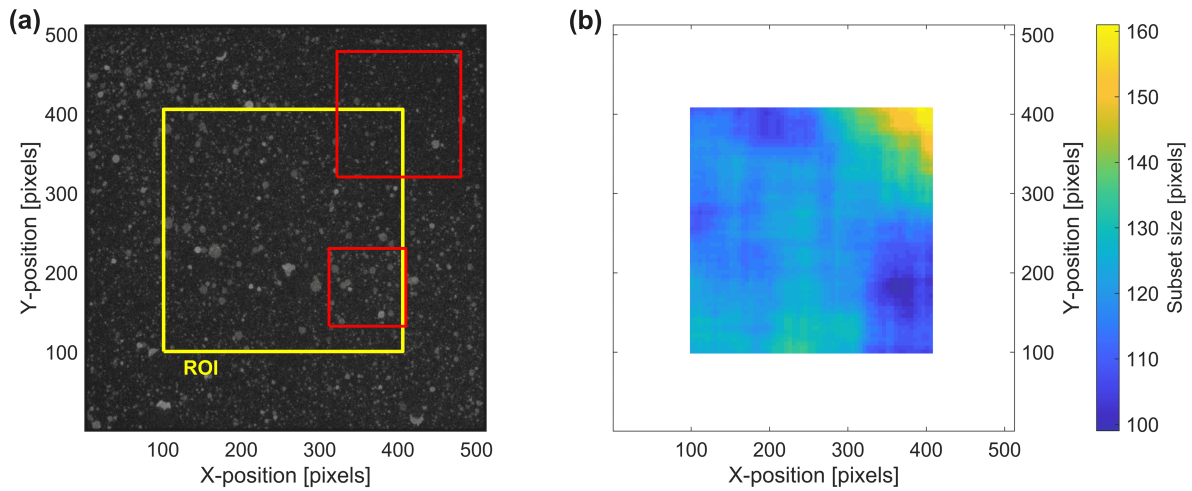 (a)
500
400
300
200
100
Y-position [pixels]
ROI
100 200 300 400 500
X-position [pixels]
(b)
500
400
300
200
100
Y-position [pixels]
100 200 300 400 500
X-position [pixels]
160
150
140
130
120
110
100
Subset size [pixels]